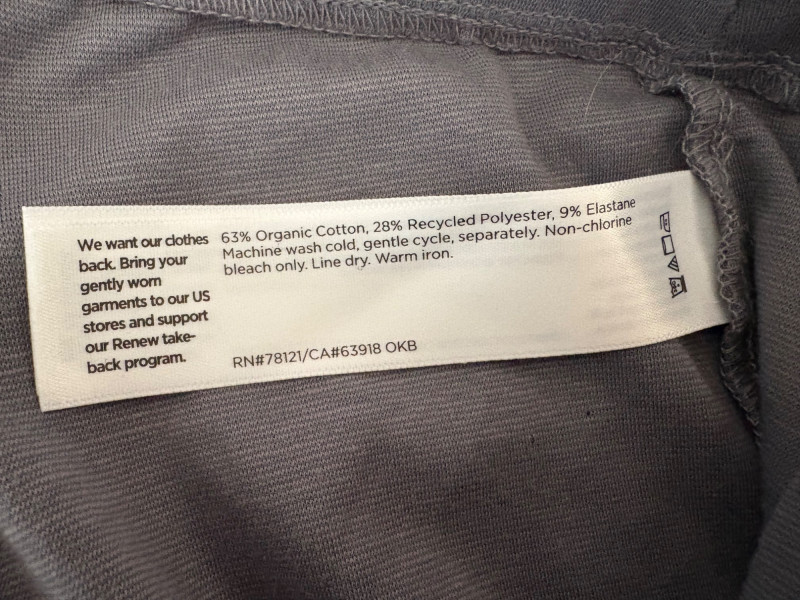 We want our clothes
back. Bring your
gently worn
garments to our US
stores and support
our Renew take-
back program.
63% Organic Cotton, 28% Recycled Polyester, 9% Elastane
Machine wash cold, gentle cycle, separately. Non-chlorine
bleach only. Line dry. Warm iron.
RN#78121/CA#63918 OKB